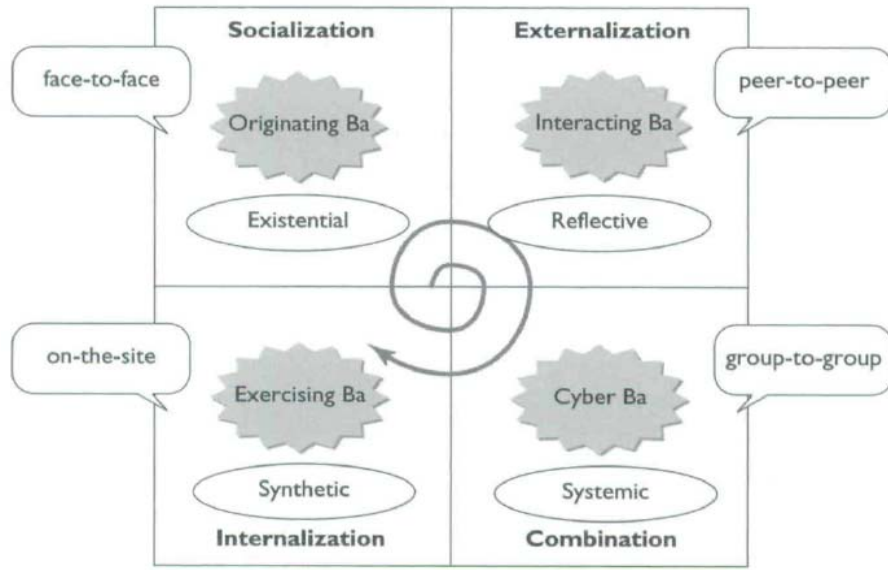 Socialization
Externalization
face-to-face
peer-to-peer
Originating Ba
Interacting Ba
Existential
Reflective
on-the-site
group-to-group
Exercising Ba
Cyber Ba
Synthetic
Systemic
Internalization
Combination